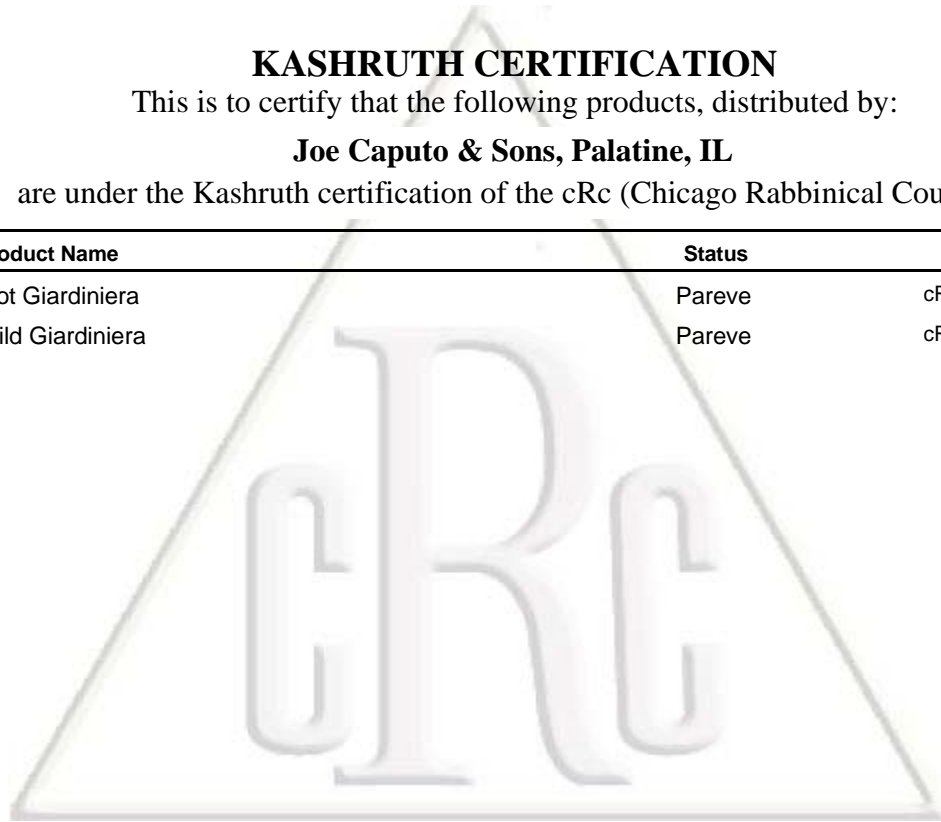 KASHRUTH CERTIFICATION
This is to certify that the following products, distributed by:
Joe Caputo & Sons, Palatine, IL
are under the Kashruth certification of the cRc (Chicago Rabbinical Cou
oduct Name Status
ot Giardiniera Pareve cR
ild Giardiniera Pareve cR
cRc